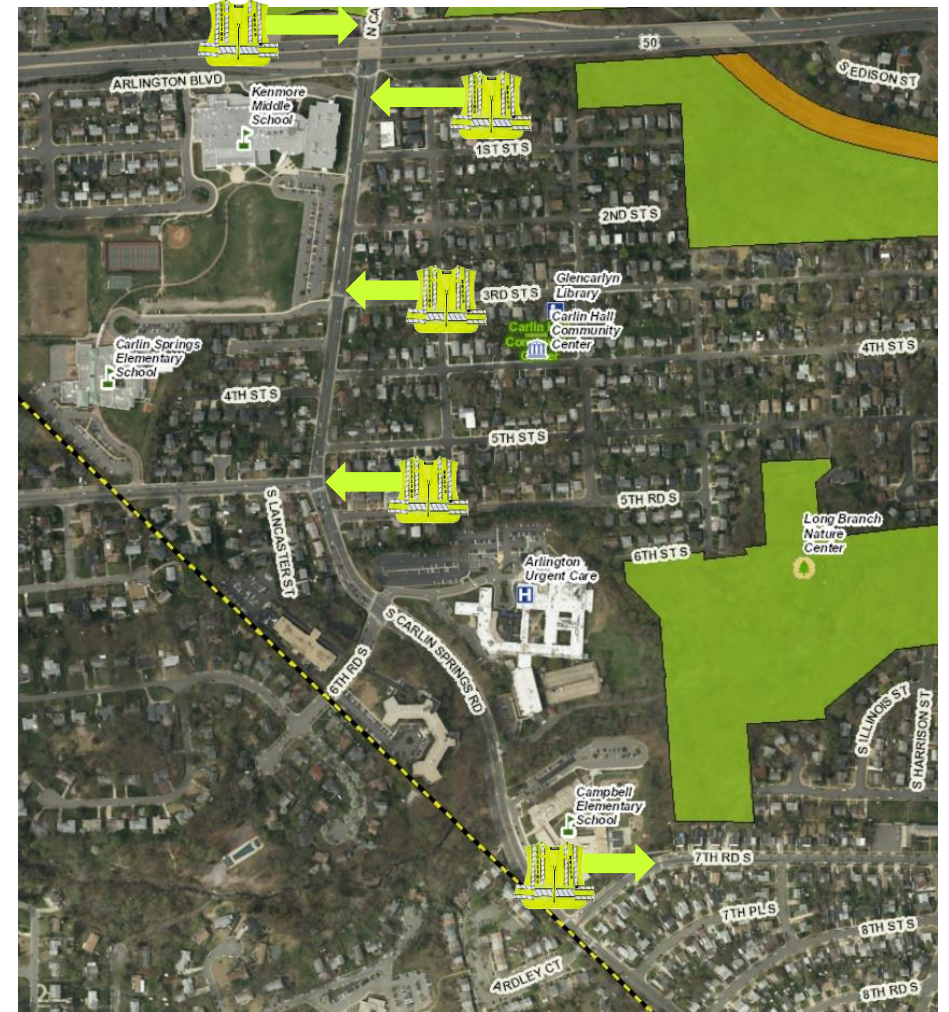 N CA
50
S EDISON ST
ARLINGTON BLVD
Kenmore
Middle
School
1ST ST S
2ND ST S
Glencarlyn
Library
3RD ST S
Carlin Hall
Community
Center
Carlin
Carlin Springs
Elementary
School
4TH ST S
4TH ST S
5TH ST S
S LANCASTER ST
5TH RD S
Long Branch
Nature
Center
6TH ST S
Arlington
Urgent Care
H
S CARLIN SPRINGS RD
6TH RD S
S ILLINOIS ST
S HARRISON ST
Campbell
Elementary
School
7TH RD S
7TH PL S
8TH ST S
ARDLEY CT
8TH RD S